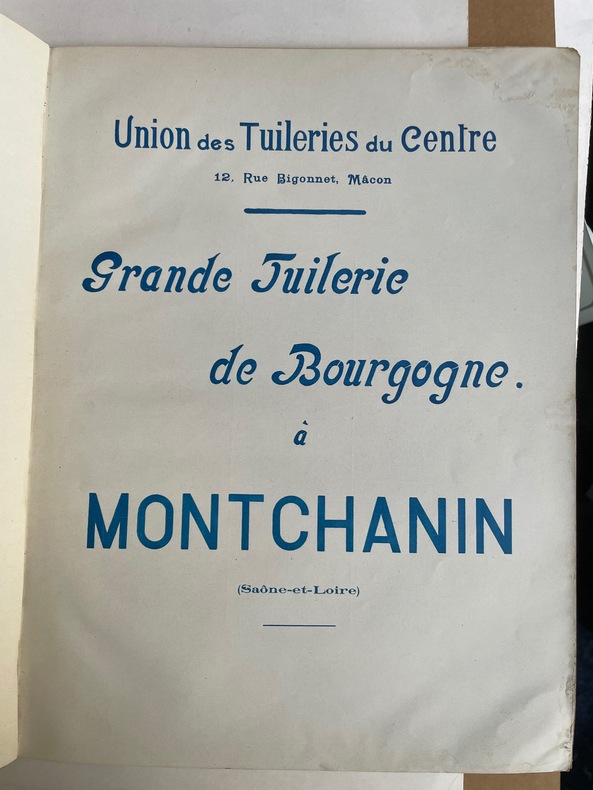 Union des Tuileries du Centre
12, Rue Bigonnet, Mâcon
Grande Tuilerie
de Bourgogne.
à
MONTCHANIN
(Saône-et-Loire)